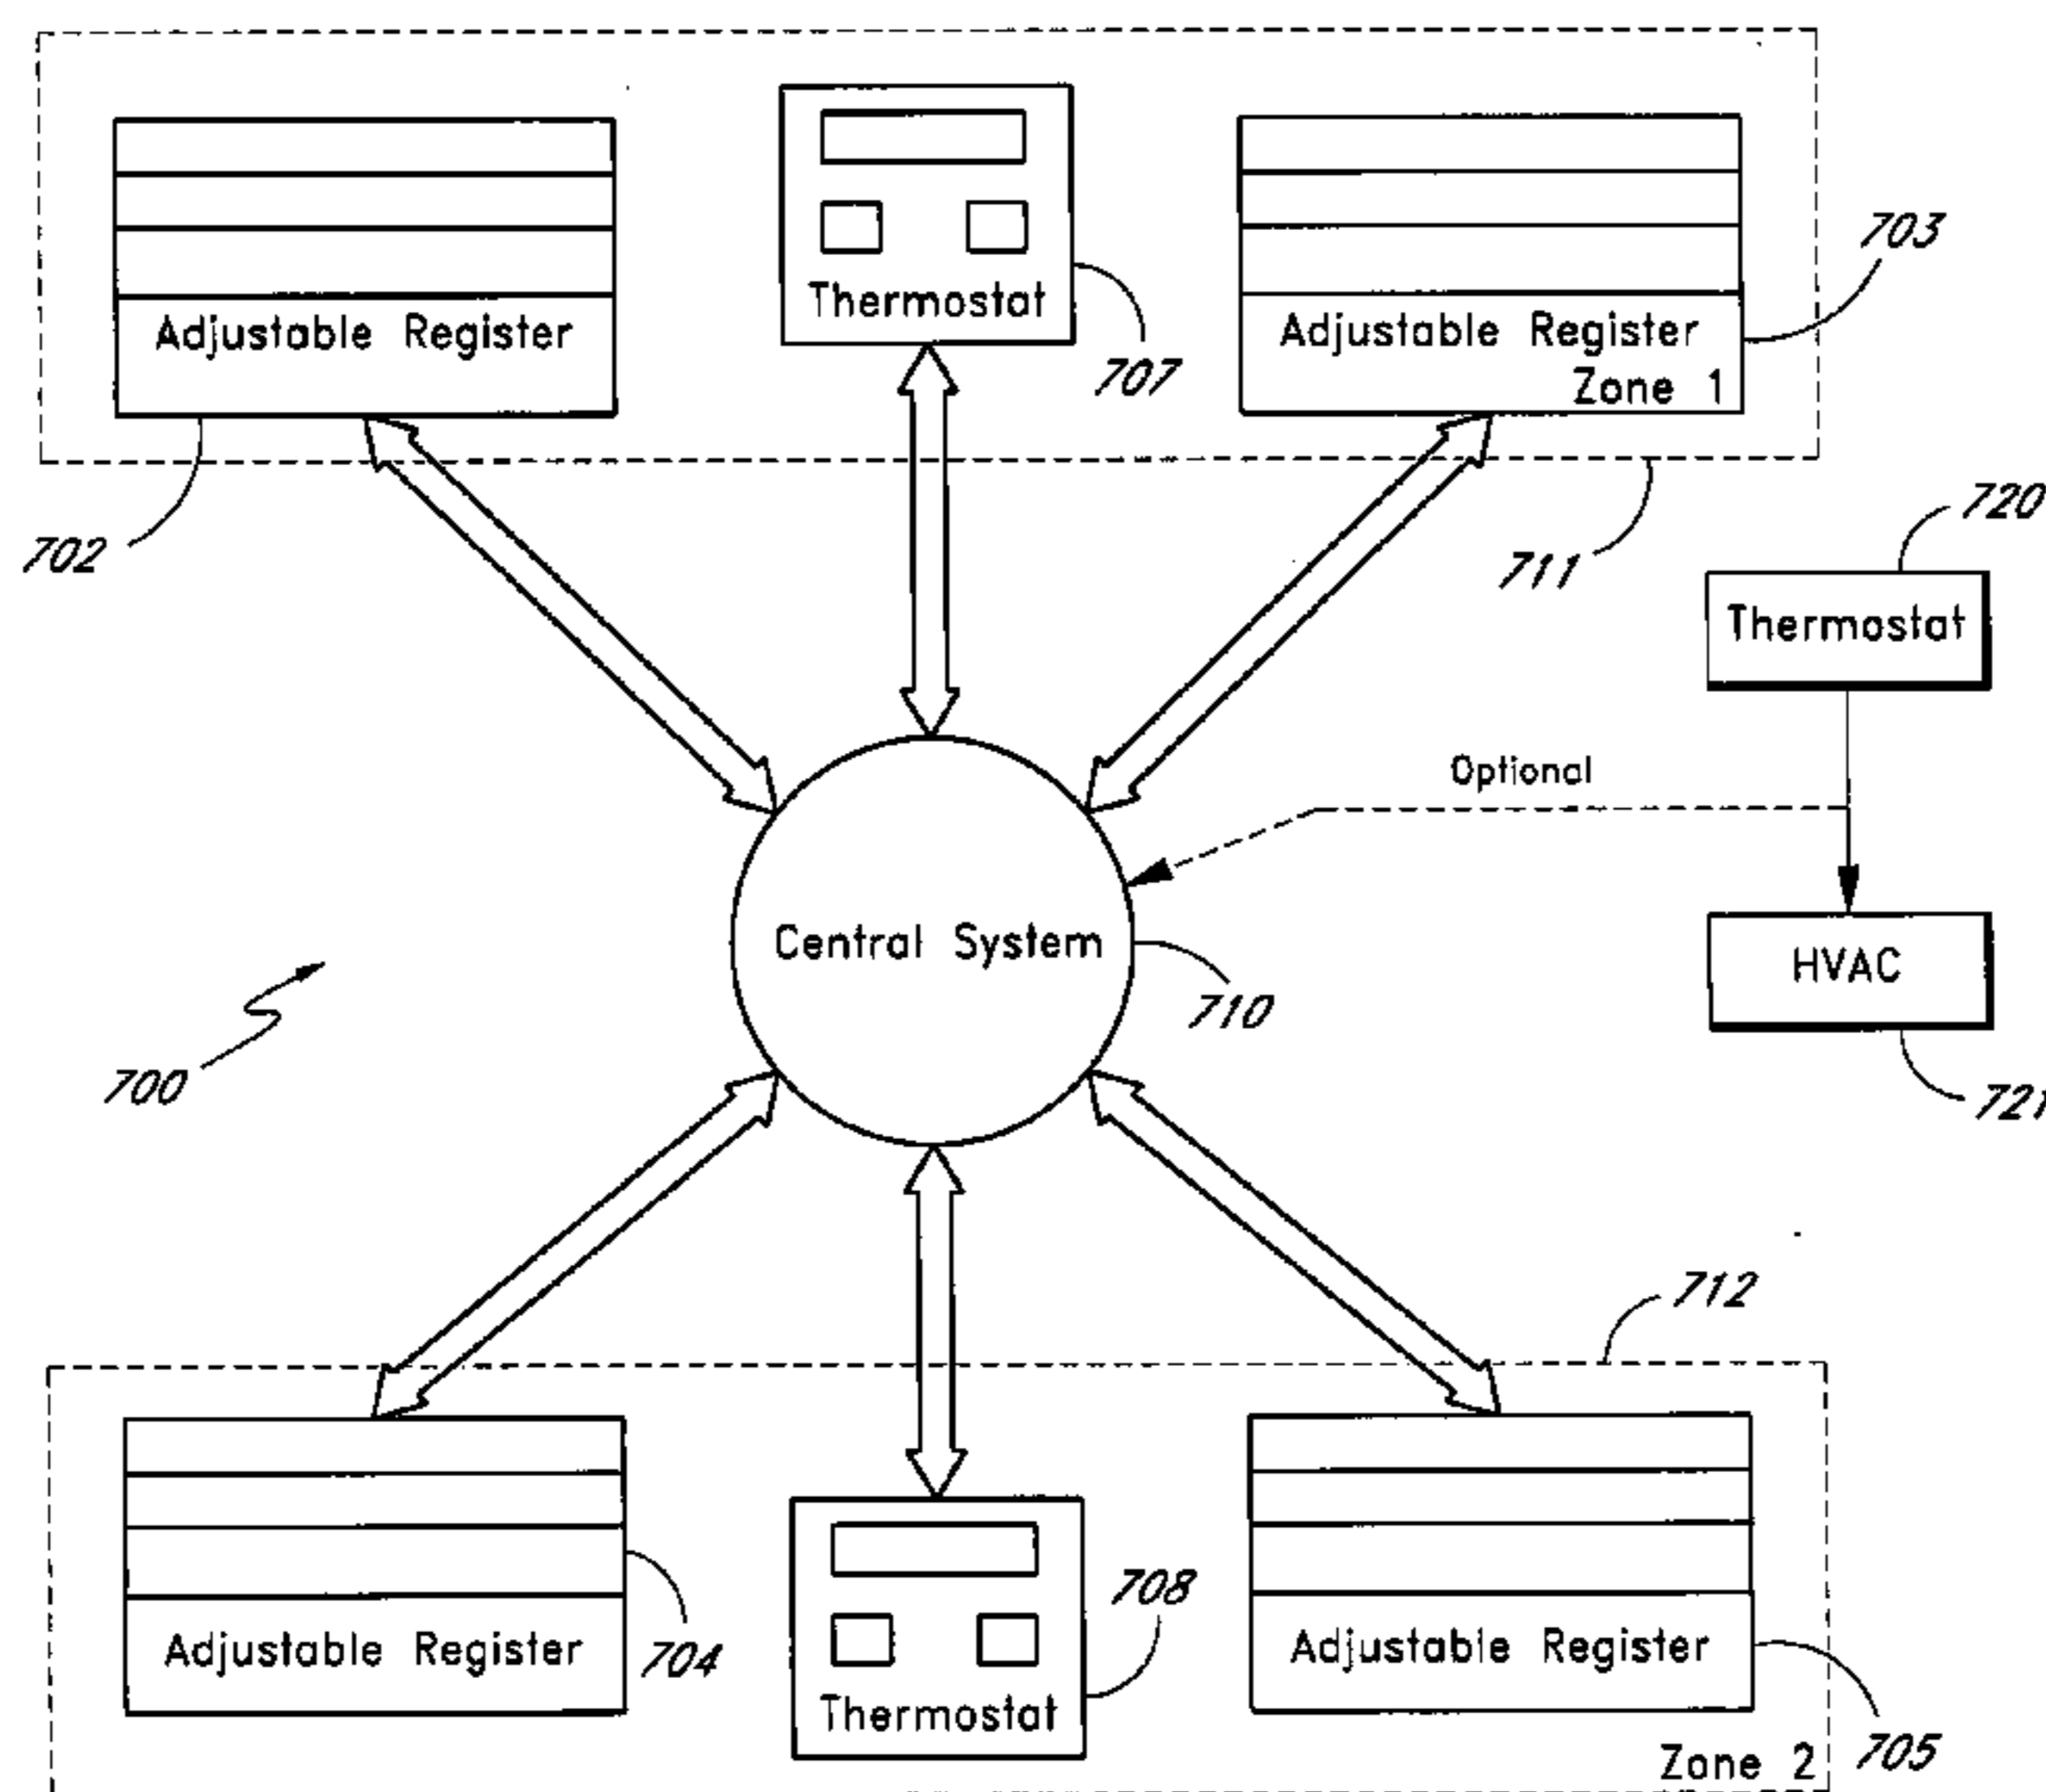 Adjustable Register
702
Thermostat
707
Adjustable Register
Zone 1
703
711
720
Thermostat
Optional
HVAC
721
Central System
710
700
712
Adjustable Register
704
Thermostat
708
Adjustable Register
705
Zone 2